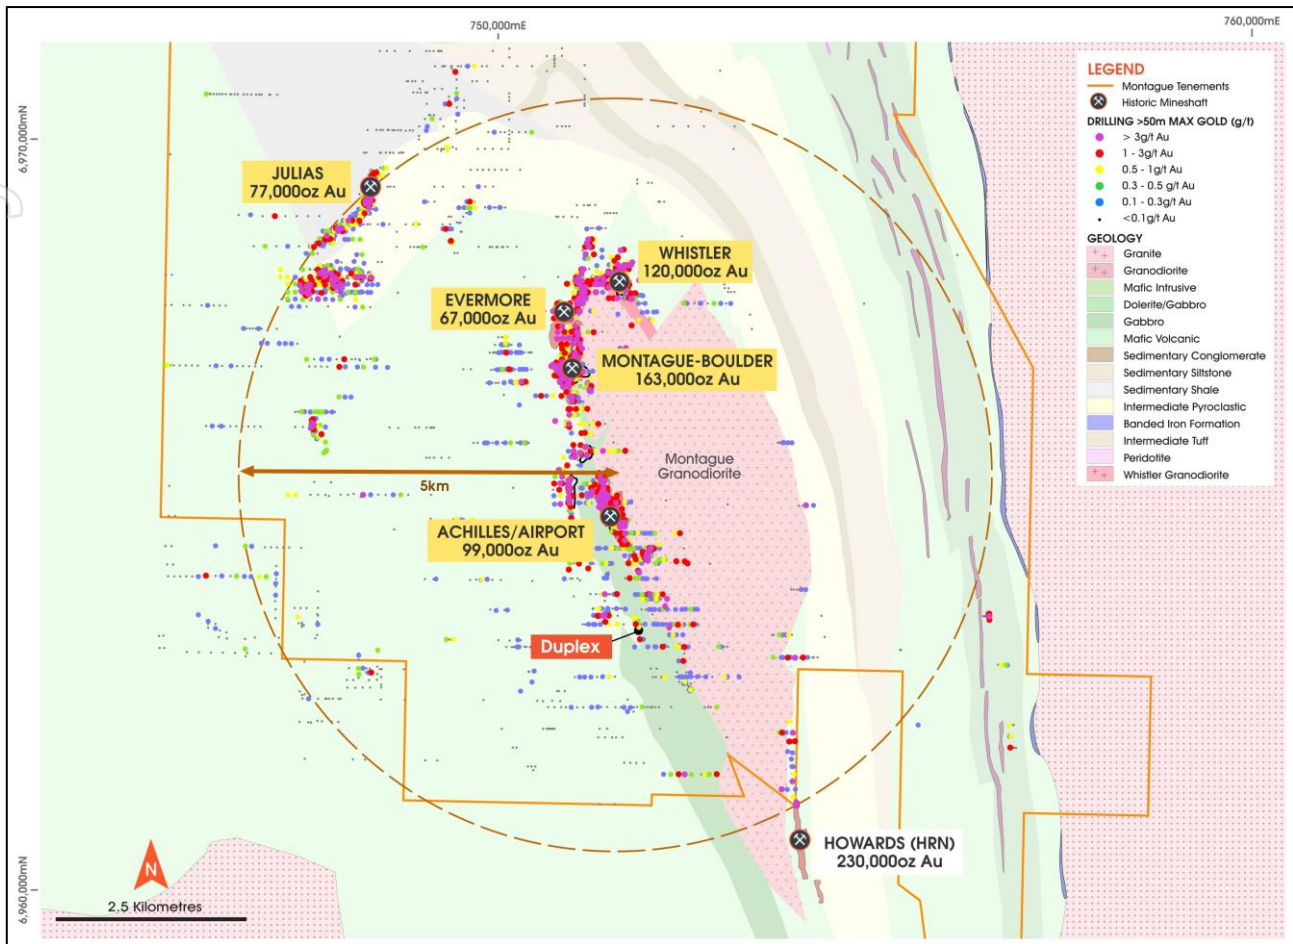 750,000mE
760,000mE
6,970,000mN
6,960,000mN
JULIAS
77,000oz Au
WHISTLER
120,000oz Au
EVERMORE
67,000oz Au
MONTAGUE-BOULDER
163,000oz Au
Montague
Granodiorite
5km
ACHILLES/AIRPORT
99,000oz Au
Duplex
HOWARDS (HRN)
230,000oz Au
N
2.5 Kilometres
LEGEND
Montague Tenements
Historic Mineshaft
DRILLING >50m MAX GOLD (g/t)
> 3g/t Au
1 - 3g/t Au
0.5 - 1g/t Au
0.3 - 0.5 g/t Au
0.1 - 0.3g/t Au
<0.1g/t Au
GEOLOGY
Granite
Granodiorite
Mafic Intrusive
Dolerite/Gabbro
Gabbro
Mafic Volcanic
Sedimentary Conglomerate
Sedimentary Siltstone
Sedimentary Shale
Intermediate Pyroclastic
Banded Iron Formation
Intermediate Tuff
Peridotite
Whistler Granodiorite